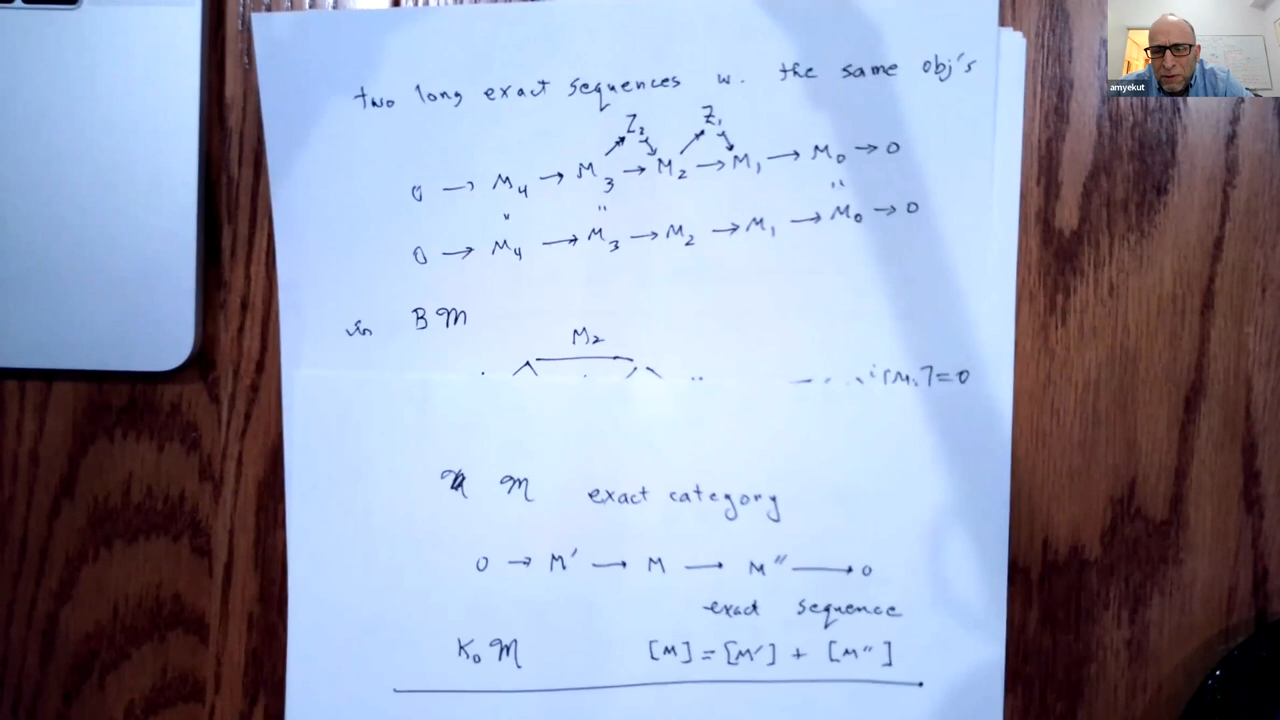 two long exact sequences w. the same obj's
Z₂ Z₁
0 → M₄ → M₃ → M₂ → M₁ → M₀ → 0
" " "
0 → M₄ → M₃ → M₂ → M₁ → M₀ → 0
in B𝓜
M₂
=0
𝓜 exact category
0 → M' → M → M'' → 0
exact sequence
K₀ 𝓜 [M] = [M'] + [M'']
amyekut